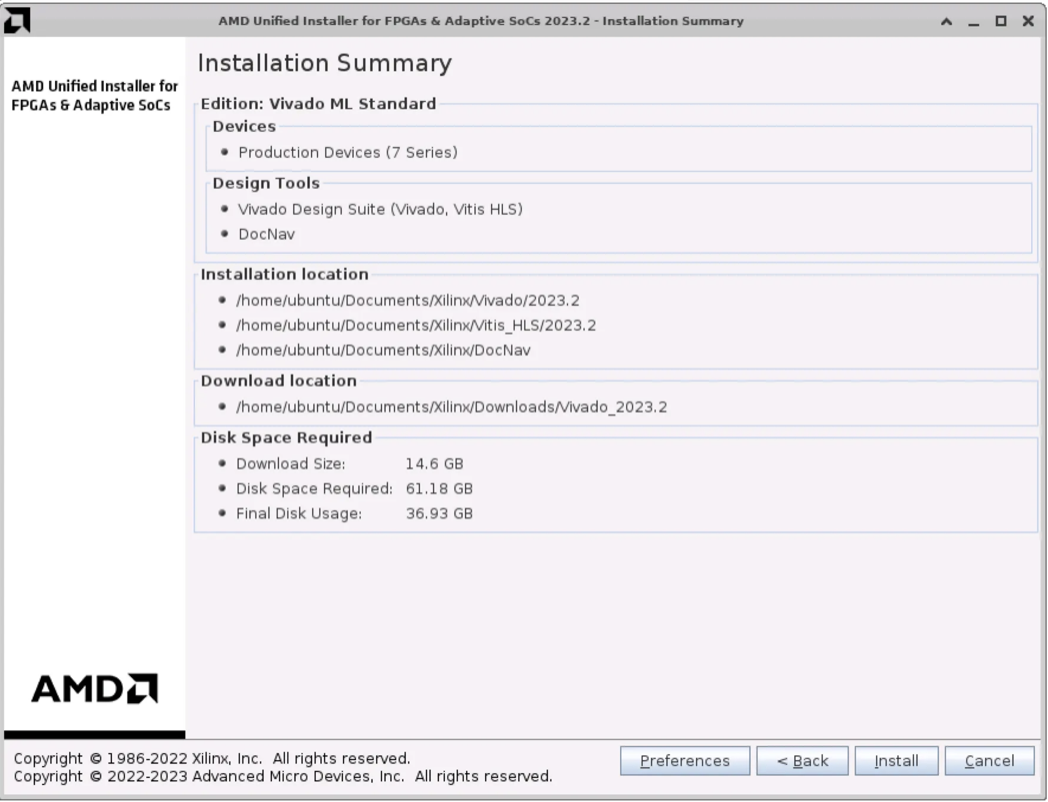 AMD Unified Installer for FPGAs & Adaptive SoCs 2023.2 - Installation Summary
AMD Unified Installer for
FPGAs & Adaptive SoCs
Installation Summary
Edition: Vivado ML Standard
Devices
Production Devices (7 Series)
Design Tools
Vivado Design Suite (Vivado, Vitis HLS)
DocNav
Installation location
/home/ubuntu/Documents/Xilinx/Vivado/2023.2
/home/ubuntu/Documents/Xilinx/Vitis_HLS/2023.2
/home/ubuntu/Documents/Xilinx/DocNav
Download location
/home/ubuntu/Documents/Xilinx/Downloads/Vivado_2023.2
Disk Space Required
Download Size: 14.6 GB
Disk Space Required: 61.18 GB
Final Disk Usage: 36.93 GB
AMD
Copyright © 1986-2022 Xilinx, Inc. All rights reserved.
Copyright © 2022-2023 Advanced Micro Devices, Inc. All rights reserved.
Preferences < Back Install Cancel